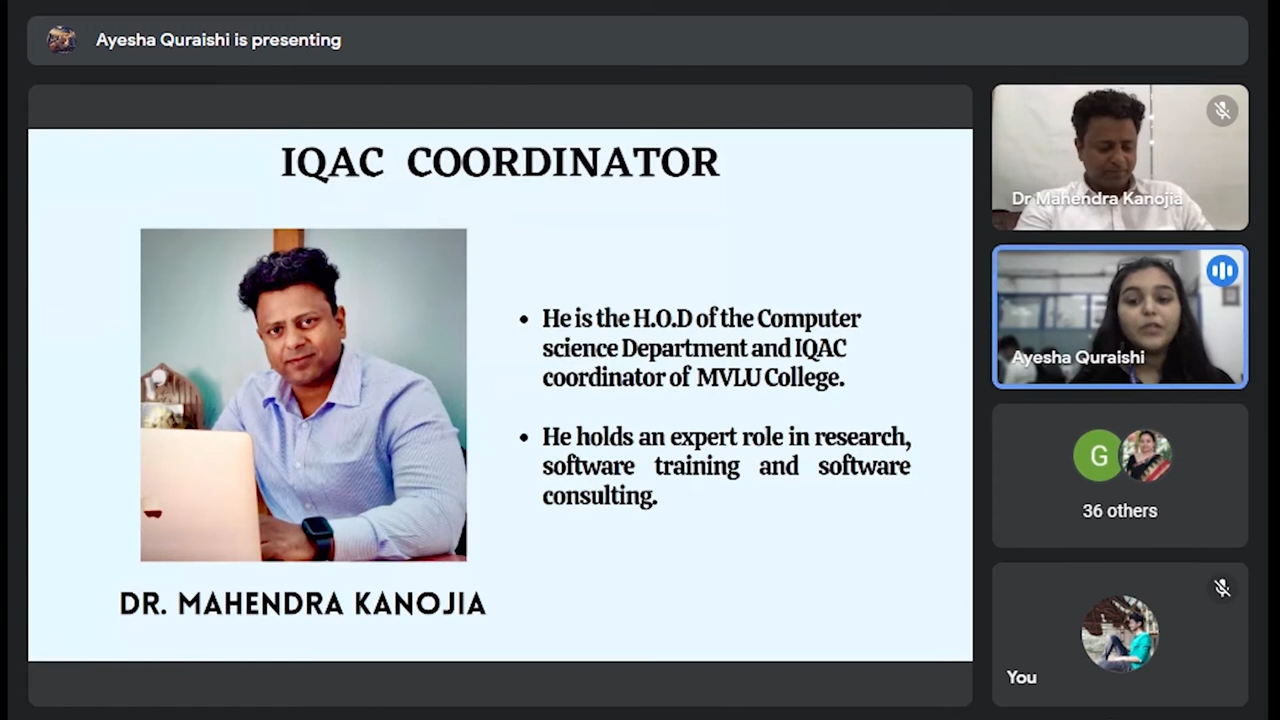 Ayesha Quraishi is presenting
IQAC COORDINATOR
He is the H.O.D of the Computer
science Department and IQAC
coordinator of MVLU College.
He holds an expert role in research,
software training and software
consulting.
DR. MAHENDRA KANOJIA
Dr Mahendra Kanojia
Ayesha Quraishi
G
36 others
You